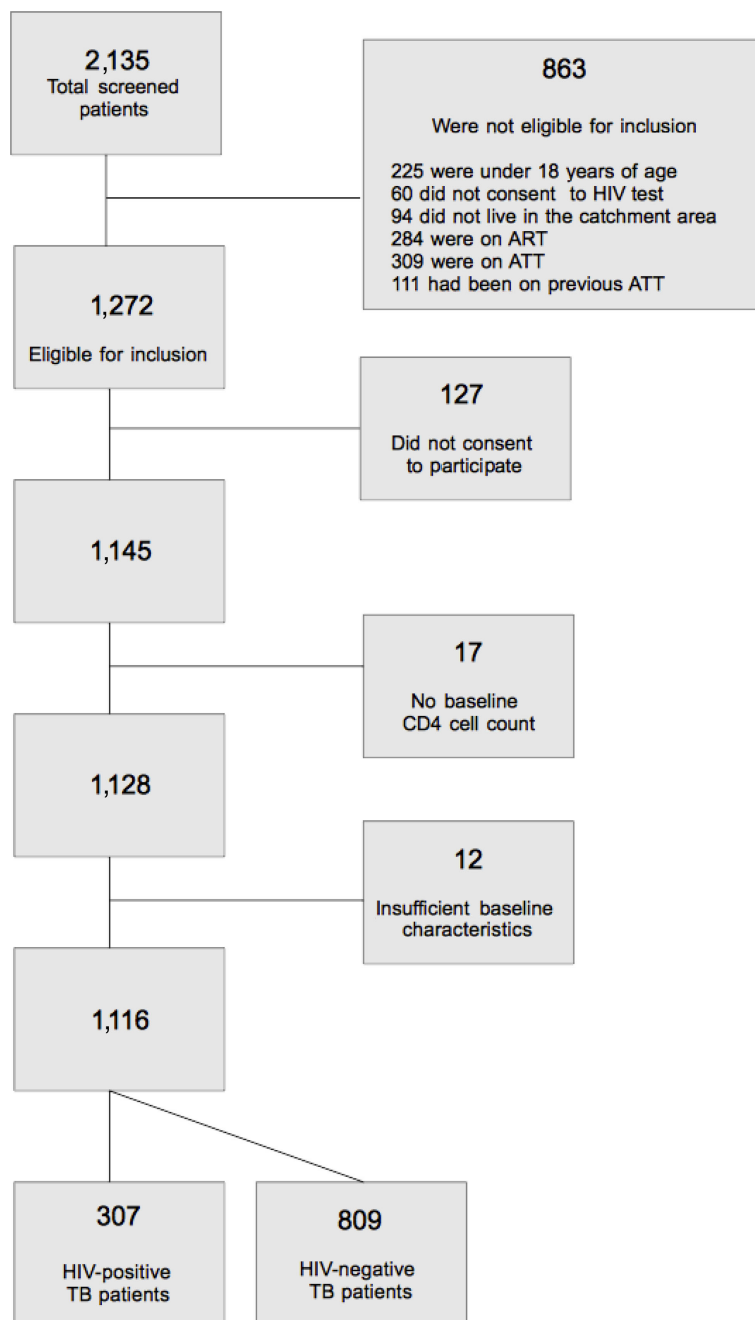 2,135
Total screened
patients
863
Were not eligible for inclusion
225 were under 18 years of age
60 did not consent to HIV test
94 did not live in the catchment area
284 were on ART
309 were on ATT
111 had been on previous ATT
1,272
Eligible for inclusion
127
Did not consent
to participate
1,145
17
No baseline
CD4 cell count
1,128
12
Insufficient baseline
characteristics
1,116
307
HIV-positive
TB patients
809
HIV-negative
TB patients